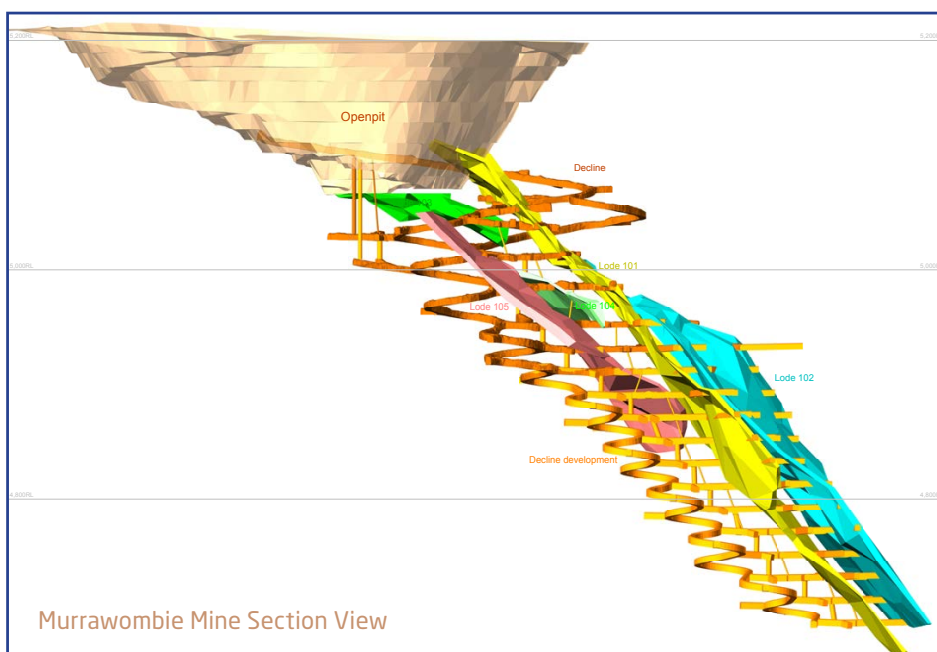 5,200RL 5,200
Openpit
Decline
5,000RL 5,000
Lode 101
Lode 105 Lode 104
Lode 102
Decline development
4,800RL 4,800
Murrawombie Mine Section View